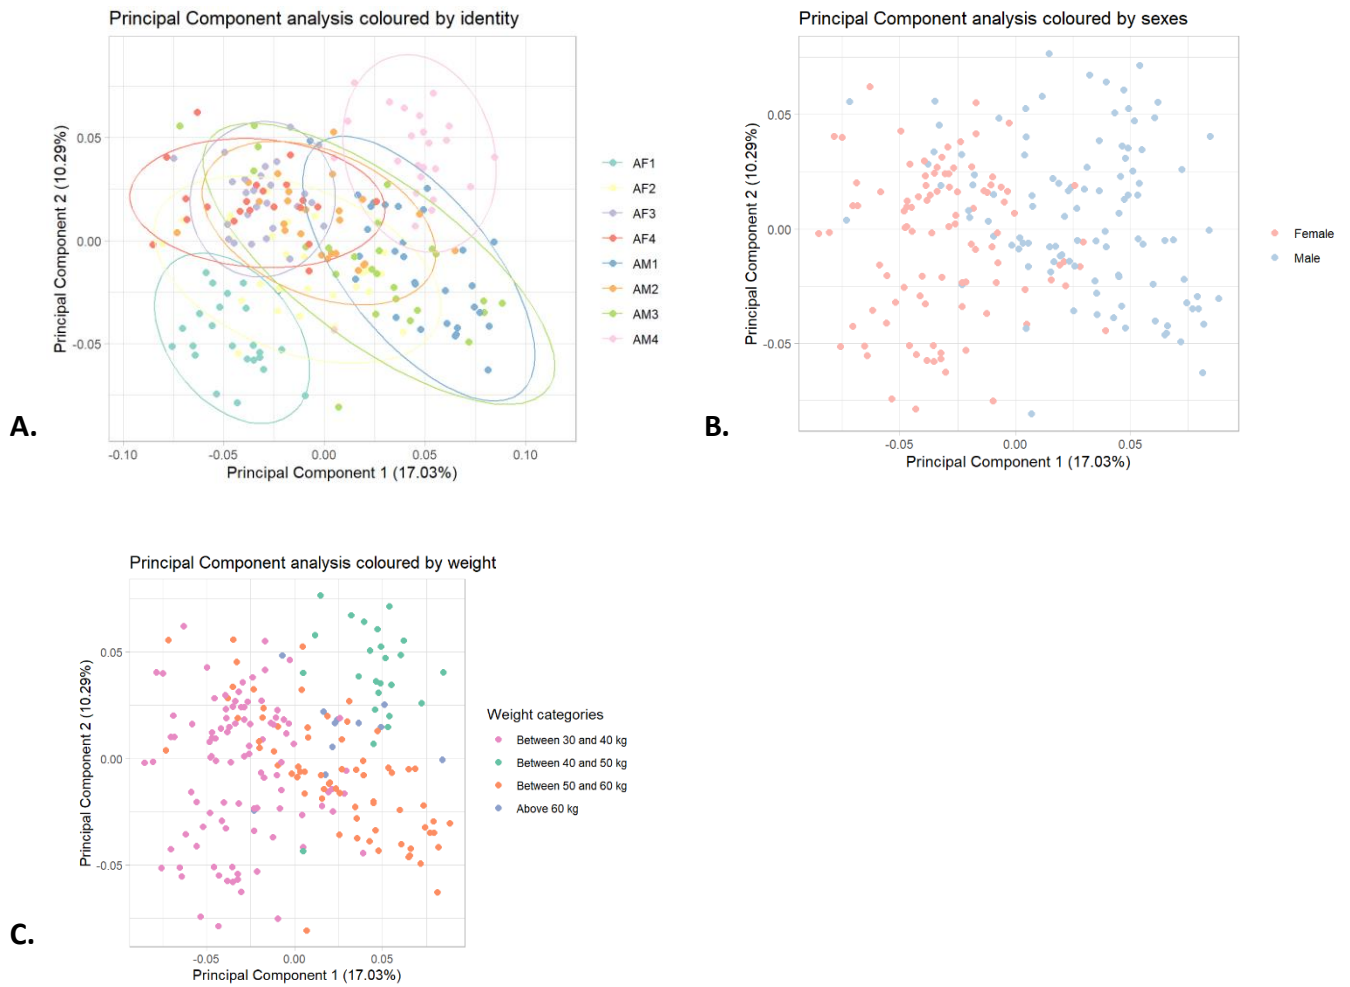 Principal Component analysis coloured by identity
Principal Component 2 (10.29%)
0.05
0.00
-0.05
-0.10
-0.05
0.00
0.05
0.10
Principal Component 1 (17.03%)
AF1
AF2
AF3
AF4
AM1
AM2
AM3
AM4
A.
Principal Component analysis coloured by sexes
Principal Component 2 (10.29%)
0.05
0.00
-0.05
-0.05
0.00
0.05
Principal Component 1 (17.03%)
Female
Male
B.
Principal Component analysis coloured by weight
Principal Component 2 (10.29%)
0.05
0.00
-0.05
-0.05
0.00
0.05
Principal Component 1 (17.03%)
Weight categories
Between 30 and 40 kg
Between 40 and 50 kg
Between 50 and 60 kg
Above 60 kg
C.